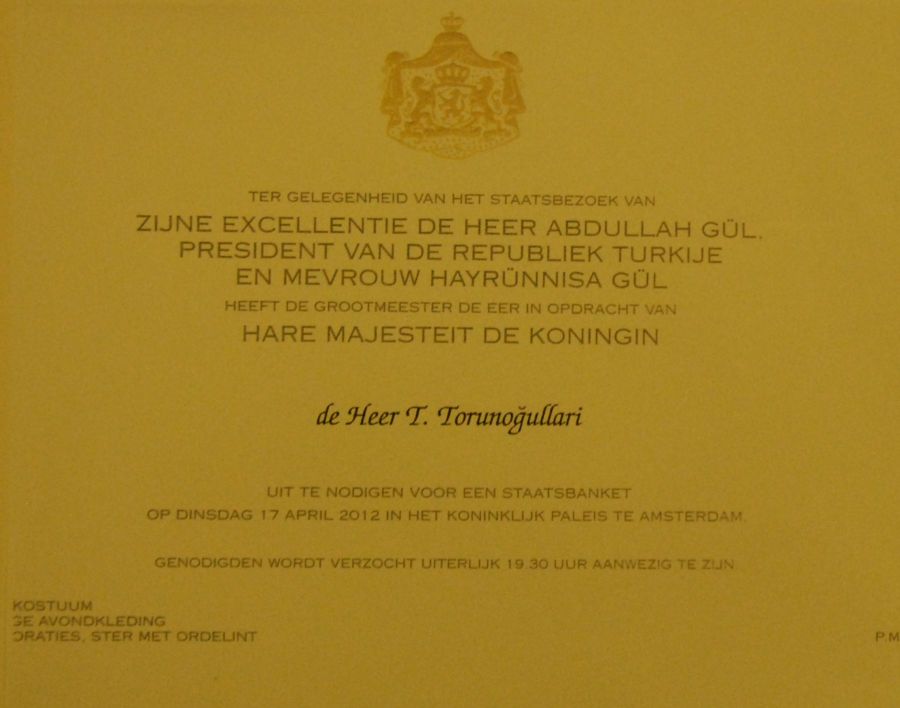 TER GELEGENHEID VAN HET STAATSBEZOEK VAN
ZIJNE EXCELLENTIE DE HEER ABDULLAH GÜL,
PRESIDENT VAN DE REPUBLIEK TURKIJE
EN MEVROUW HAYRÜNNISA GÜL
HEEFT DE GROOTMEESTER DE EER IN OPDRACHT VAN
HARE MAJESTEIT DE KONINGIN
de Heer T. Torunoğullari
UIT TE NODIGEN VOOR EEN STAATSBANKET
OP DINSDAG 17 APRIL 2012 IN HET KONINKLIJK PALEIS TE AMSTERDAM.
GENODIGDEN WORDT VERZOCHT UITERLIJK 19.30 UUR AANWEZIG TE ZIJN.
KOSTUUM
GE AVONDKLEDING
ORATIES, STER MET ORDELINT
P.M